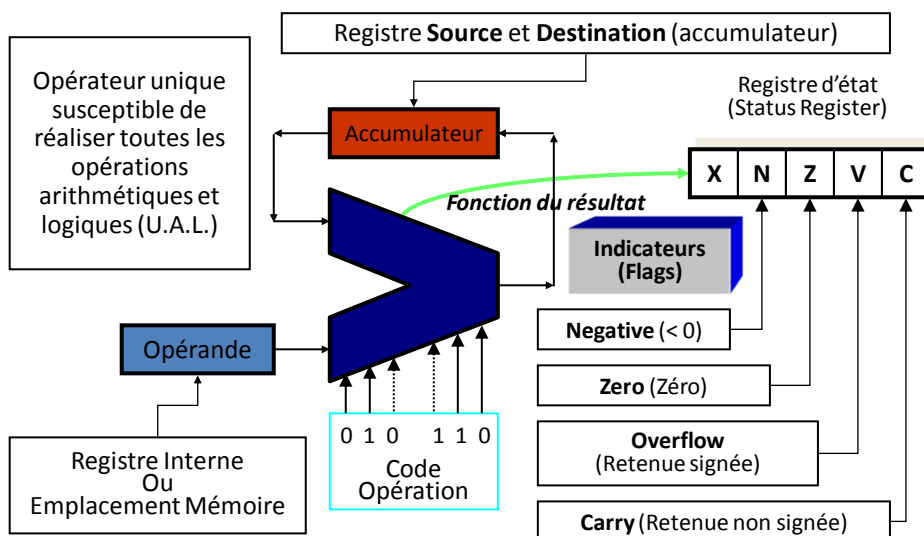 Registre Source et Destination (accumulateur)
Opérateur unique
susceptible de
réaliser toutes les
opérations
arithmétiques et
logiques (U.A.L.)
Accumulateur
Registre d'état
(Status Register)
X N Z V C
Fonction du résultat
Indicateurs
(Flags)
Negative (< 0)
Opérande
Zero (Zéro)
0 1 0 1 1 0
Code
Opération
Overflow
(Retenue signée)
Registre Interne
Ou
Emplacement Mémoire
Carry (Retenue non signée)